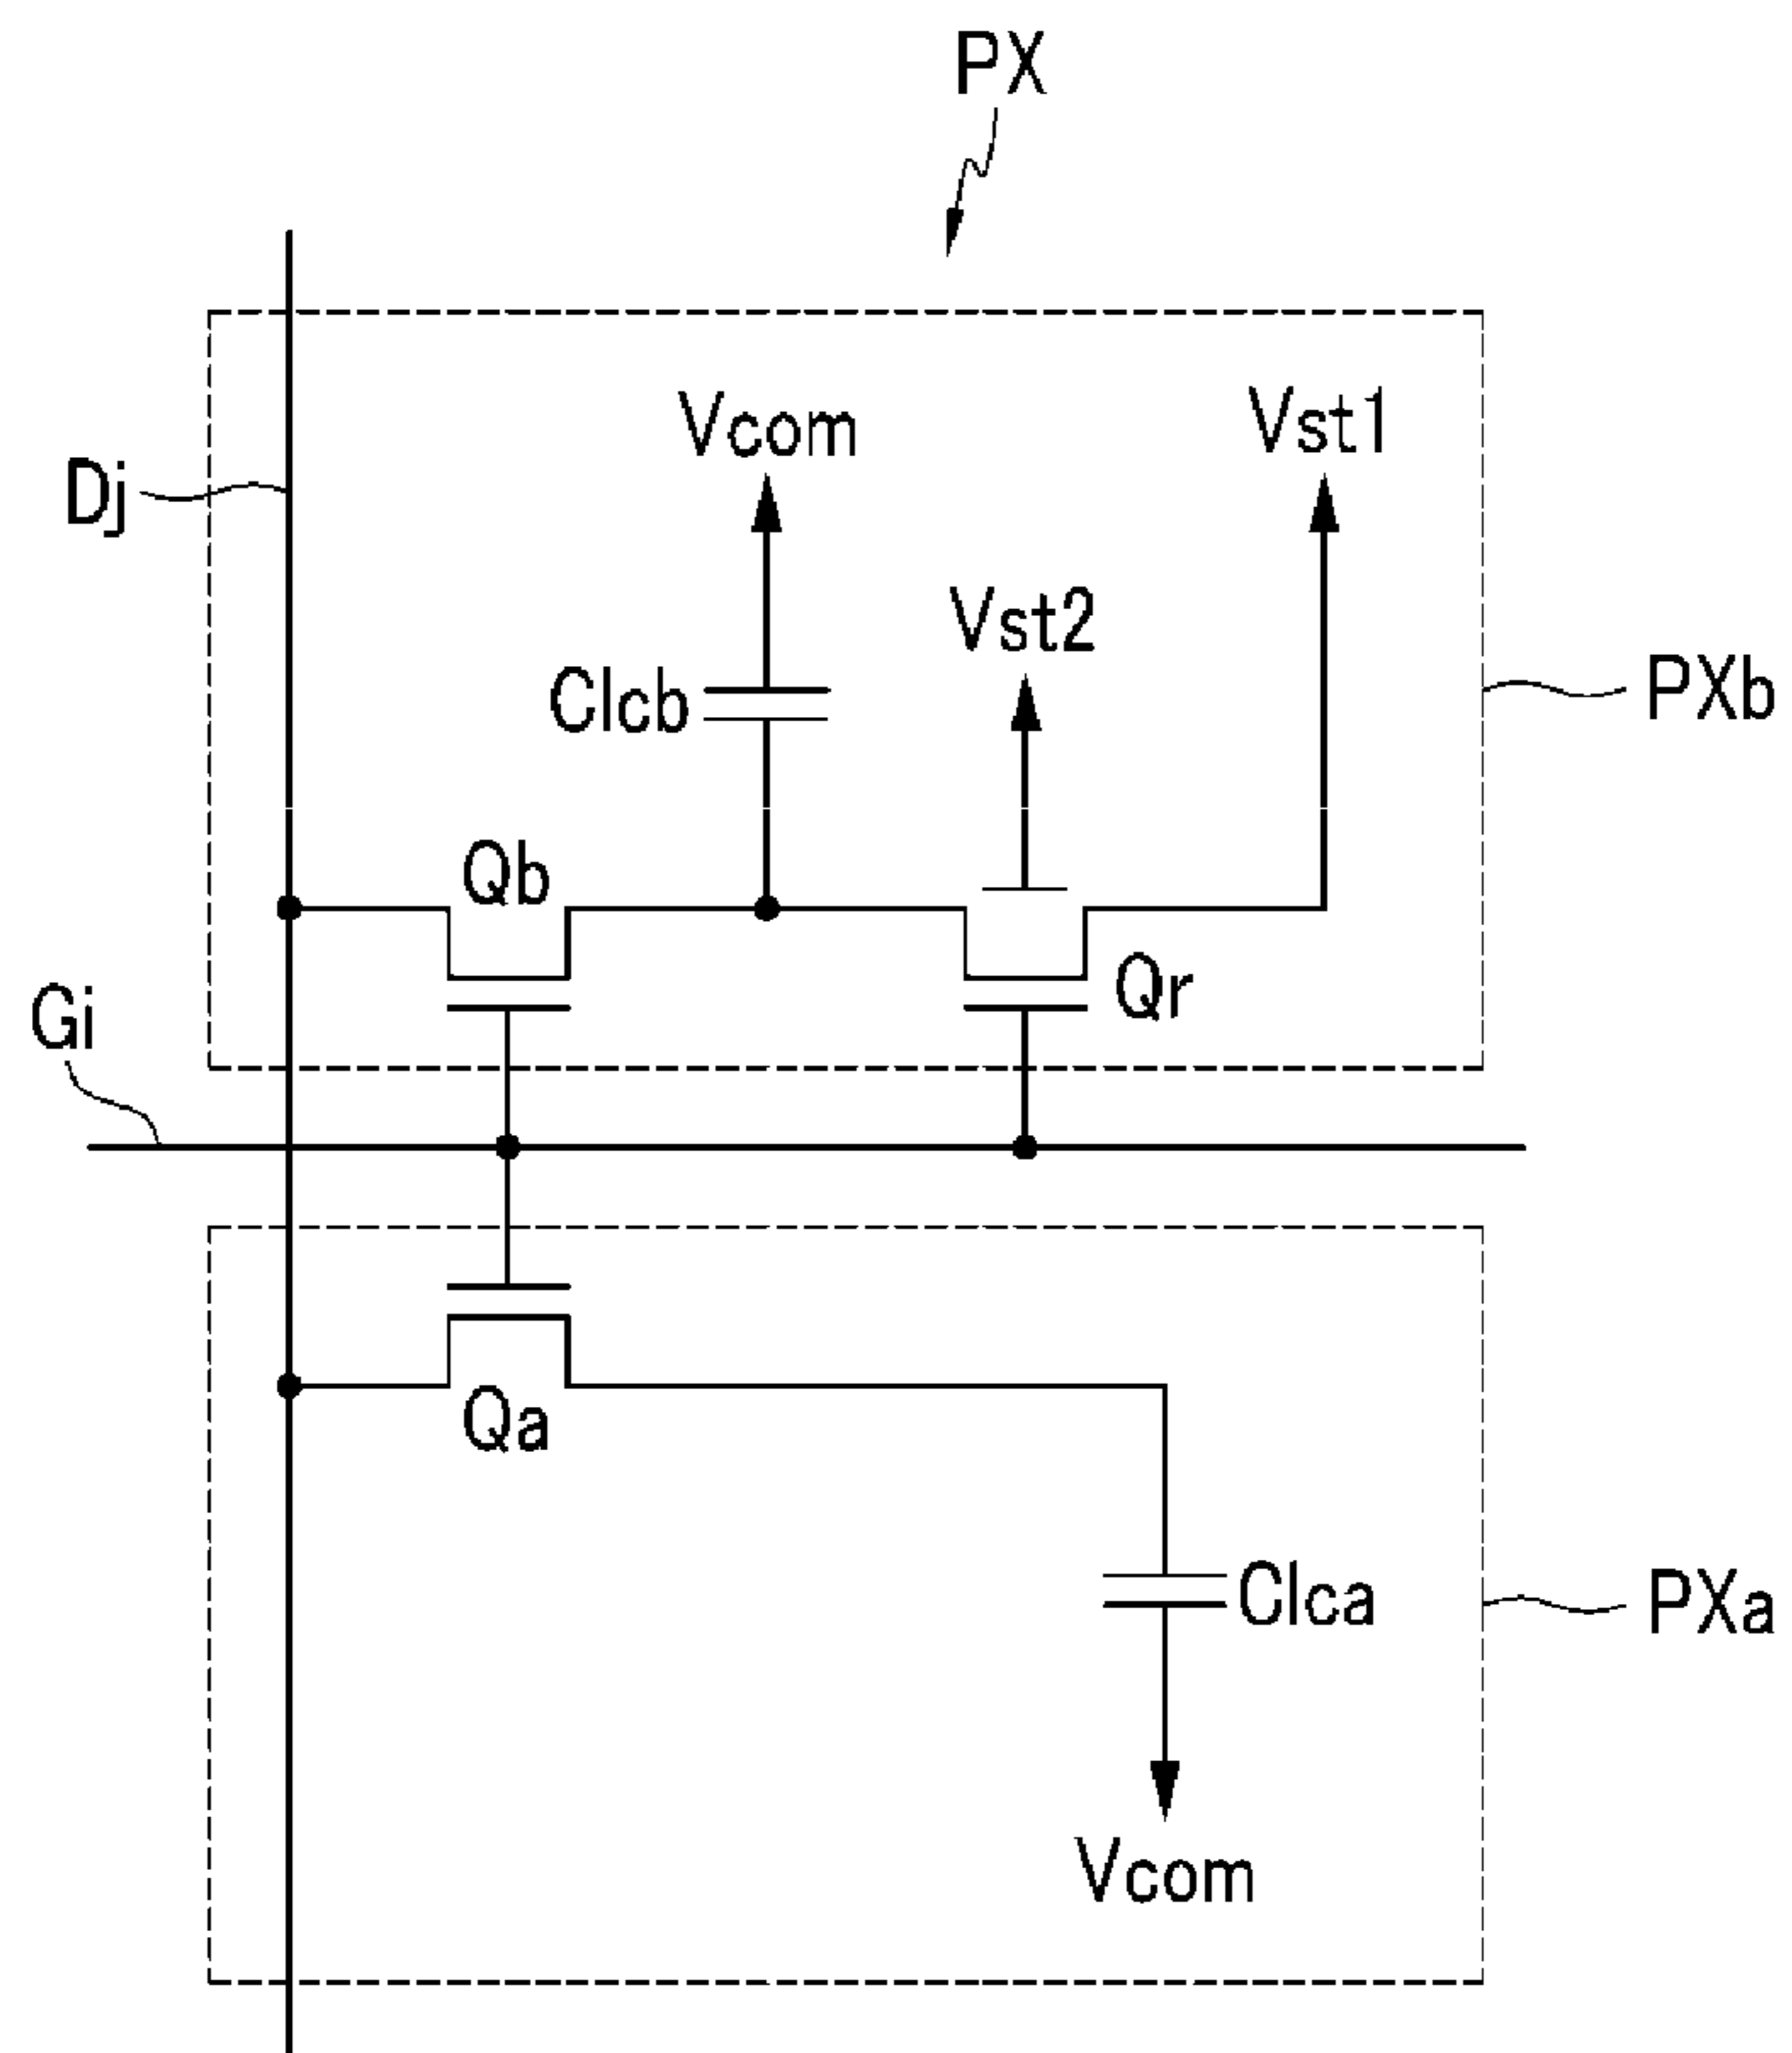 PX
Vcom
Vst1
Dj
Vst2
Clcb
PXb
Qb
Qr
Gi
Qa
Clca
PXa
Vcom